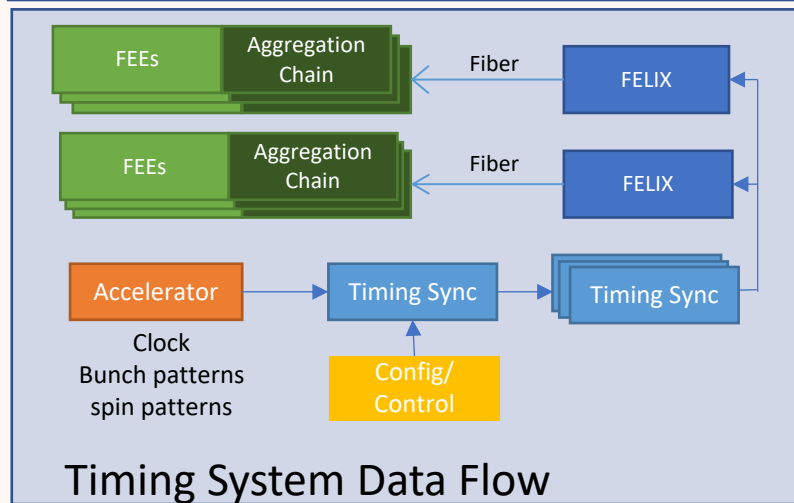 FEEs
Aggregation
Chain
Fiber
FELIX
FEEs
Aggregation
Chain
Fiber
FELIX
Accelerator
Timing Sync
Timing Sync
Clock
Bunch patterns
spin patterns
Config/
Control
Timing System Data Flow